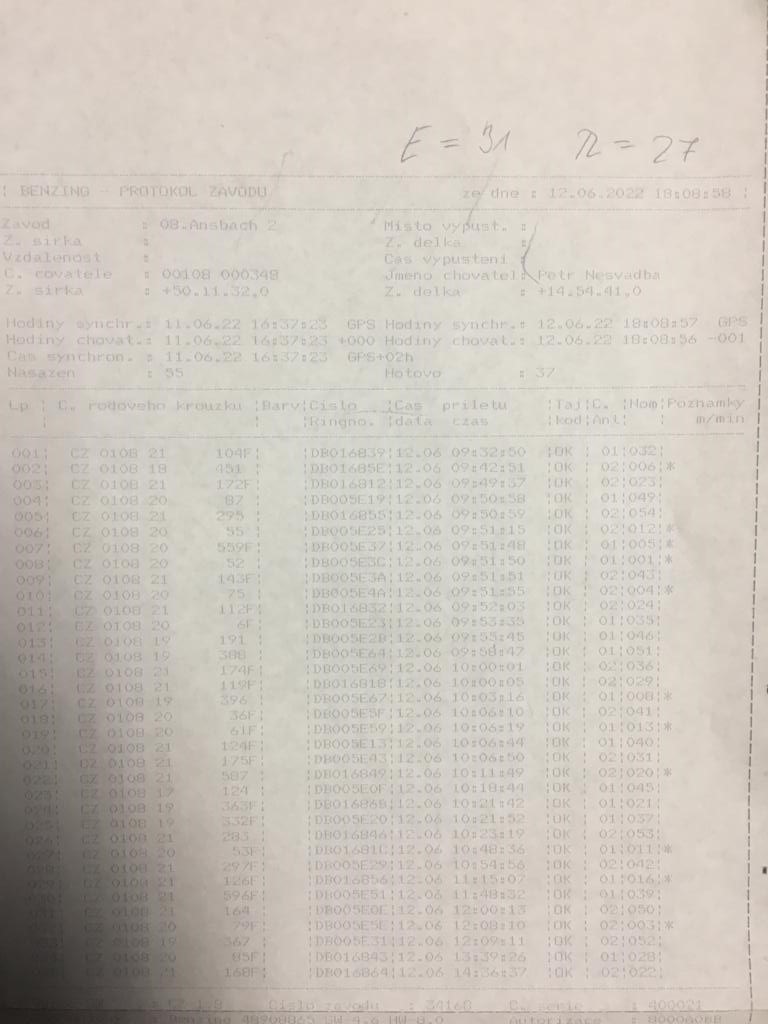 E = 31 n = 27
BENZING - PROTOKOL ZAVODU ze dne : 12.06.2022 18:08:58
Zavod : 08.Ansbach 2 Misto vypust. :
Z. sirka : Z. delka :
Vzdalenost : Cas vypusteni :
C. covatele : 00108 000348 Jmeno chovatel: Petr Nesvadba
Z. sirka : +50.11.32,0 Z. delka : +14.54.41,0
Hodiny synchr.: 11.06.22 16:37:23 GPS Hodiny synchr.: 12.06.22 18:08:57 GPS
Hodiny chovat.: 11.06.22 16:37:23 +000 Hodiny chovat.: 12.06.22 18:08:56 -001
Cas synchron. : 11.06.22 16:37:23 GPS+02h
Nasazen : 55 Hotovo : 37
Lp ¦ C. rodoveho krouzku ¦Barv¦Cislo ¦Cas priletu ¦Taj¦C. ¦Nom¦Poznamky
¦ ¦ ¦Ringno. ¦data czas ¦kod¦Ant¦ ¦ m/min
001¦ CZ 0108 21 104F¦ ¦DB016839¦12.06 09:32:50 ¦OK ¦ 01¦032¦
002¦ CZ 0108 18 451 ¦ ¦DB01685E¦12.06 09:42:51 ¦OK ¦ 02¦006¦*
003¦ CZ 0108 21 172F¦ ¦DB016812¦12.06 09:49:37 ¦OK ¦ 02¦023¦
004¦ CZ 0108 20 87 ¦ ¦DB005E19¦12.06 09:50:58 ¦OK ¦ 01¦049¦
005¦ CZ 0108 21 295 ¦ ¦DB016855¦12.06 09:50:59 ¦OK ¦ 02¦054¦
006¦ CZ 0108 20 55 ¦ ¦DB005E25¦12.06 09:51:15 ¦OK ¦ 02¦012¦*
007¦ CZ 0108 20 559F¦ ¦DB005E37¦12.06 09:51:48 ¦OK ¦ 01¦005¦*
008¦ CZ 0108 20 52 ¦ ¦DB005E3C¦12.06 09:51:50 ¦OK ¦ 01¦001¦*
009¦ CZ 0108 21 143F¦ ¦DB005E3A¦12.06 09:51:51 ¦OK ¦ 02¦043¦
010¦ CZ 0108 20 75 ¦ ¦DB005E4A¦12.06 09:51:55 ¦OK ¦ 02¦004¦*
011¦ CZ 0108 21 112F¦ ¦DB016832¦12.06 09:52:03 ¦OK ¦ 02¦024¦
012¦ CZ 0108 20 6F¦ ¦DB005E23¦12.06 09:53:35 ¦OK ¦ 01¦035¦
013¦ CZ 0108 19 191 ¦ ¦DB005E2B¦12.06 09:55:45 ¦OK ¦ 01¦046¦
014¦ CZ 0108 19 388 ¦ ¦DB005E64¦12.06 09:58:47 ¦OK ¦ 01¦051¦
015¦ CZ 0108 21 174F¦ ¦DB005E69¦12.06 10:00:01 ¦OK ¦ 02¦036¦
016¦ CZ 0108 21 119F¦ ¦DB016818¦12.06 10:00:05 ¦OK ¦ 02¦029¦
017¦ CZ 0108 19 396 ¦ ¦DB005E67¦12.06 10:03:16 ¦OK ¦ 01¦008¦*
018¦ CZ 0108 20 36F¦ ¦DB005E5F¦12.06 10:06:10 ¦OK ¦ 02¦041¦
019¦ CZ 0108 20 61F¦ ¦DB005E59¦12.06 10:06:19 ¦OK ¦ 01¦013¦*
020¦ CZ 0108 21 124F¦ ¦DB005E13¦12.06 10:06:44 ¦OK ¦ 01¦040¦
021¦ CZ 0108 21 175F¦ ¦DB005E43¦12.06 10:06:50 ¦OK ¦ 02¦031¦
022¦ CZ 0108 21 587 ¦ ¦DB016849¦12.06 10:11:49 ¦OK ¦ 02¦020¦*
023¦ CZ 0108 17 124 ¦ ¦DB005E0F¦12.06 10:18:44 ¦OK ¦ 01¦045¦
024¦ CZ 0108 19 363F¦ ¦DB01686B¦12.06 10:21:42 ¦OK ¦ 01¦021¦
025¦ CZ 0108 19 332F¦ ¦DB005E20¦12.06 10:21:52 ¦OK ¦ 01¦037¦
026¦ CZ 0108 21 283 ¦ ¦DB016846¦12.06 10:23:19 ¦OK ¦ 02¦053¦
027¦ CZ 0108 20 53F¦ ¦DB01681C¦12.06 10:48:36 ¦OK ¦ 01¦011¦*
CZ 0108 21 297F¦ ¦DB005E29¦12.06 10:54:56 ¦OK ¦ 02¦042¦
CZ 0108 21 126F¦ ¦DB016856¦12.06 11:15:07 ¦OK ¦ 01¦016¦*
CZ 0108 21 596F¦ ¦DB005E51¦12.06 11:48:32 ¦OK ¦ 01¦039¦
CZ 0108 21 164 ¦ ¦DB005E0E¦12.06 12:00:13 ¦OK ¦ 02¦050¦
CZ 0108 20 79F¦ ¦DB005E5E¦12.06 12:08:10 ¦OK ¦ 02¦003¦*
CZ 0108 19 367 ¦ ¦DB005E31¦12.06 12:09:11 ¦OK ¦ 02¦052¦
CZ 0108 20 85F¦ ¦DB016843¦12.06 13:39:26 ¦OK ¦ 01¦028¦
CZ 0108 21 168F¦ ¦DB016864¦12.06 14:36:37 ¦OK ¦ 02¦022¦
Cislo zavodu : 34160 C. serie : 400021
Benzing Autorizace : 8000A0BB